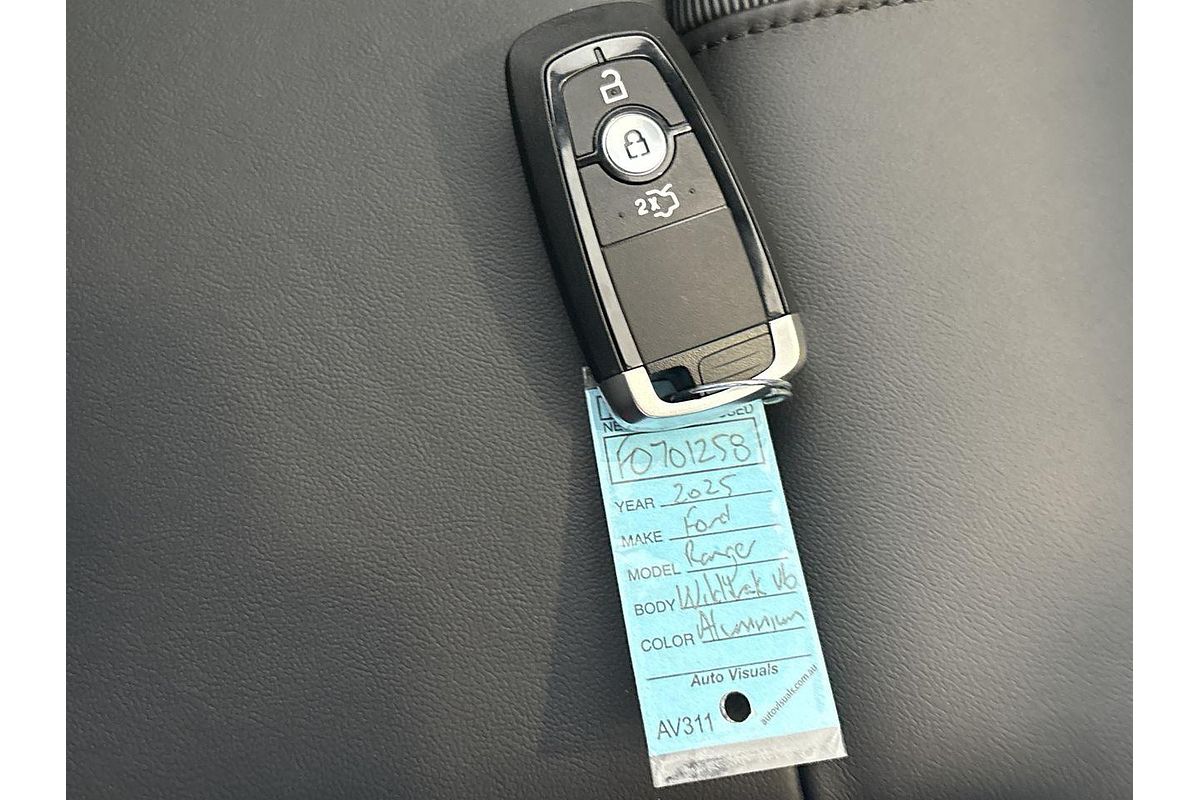 2x
F0701258
YEAR 2025
MAKE Ford
MODEL Ranger
BODY Wildtrak V6
COLOR Aluminium
Auto Visuals
autovisuals.com.au
AV311